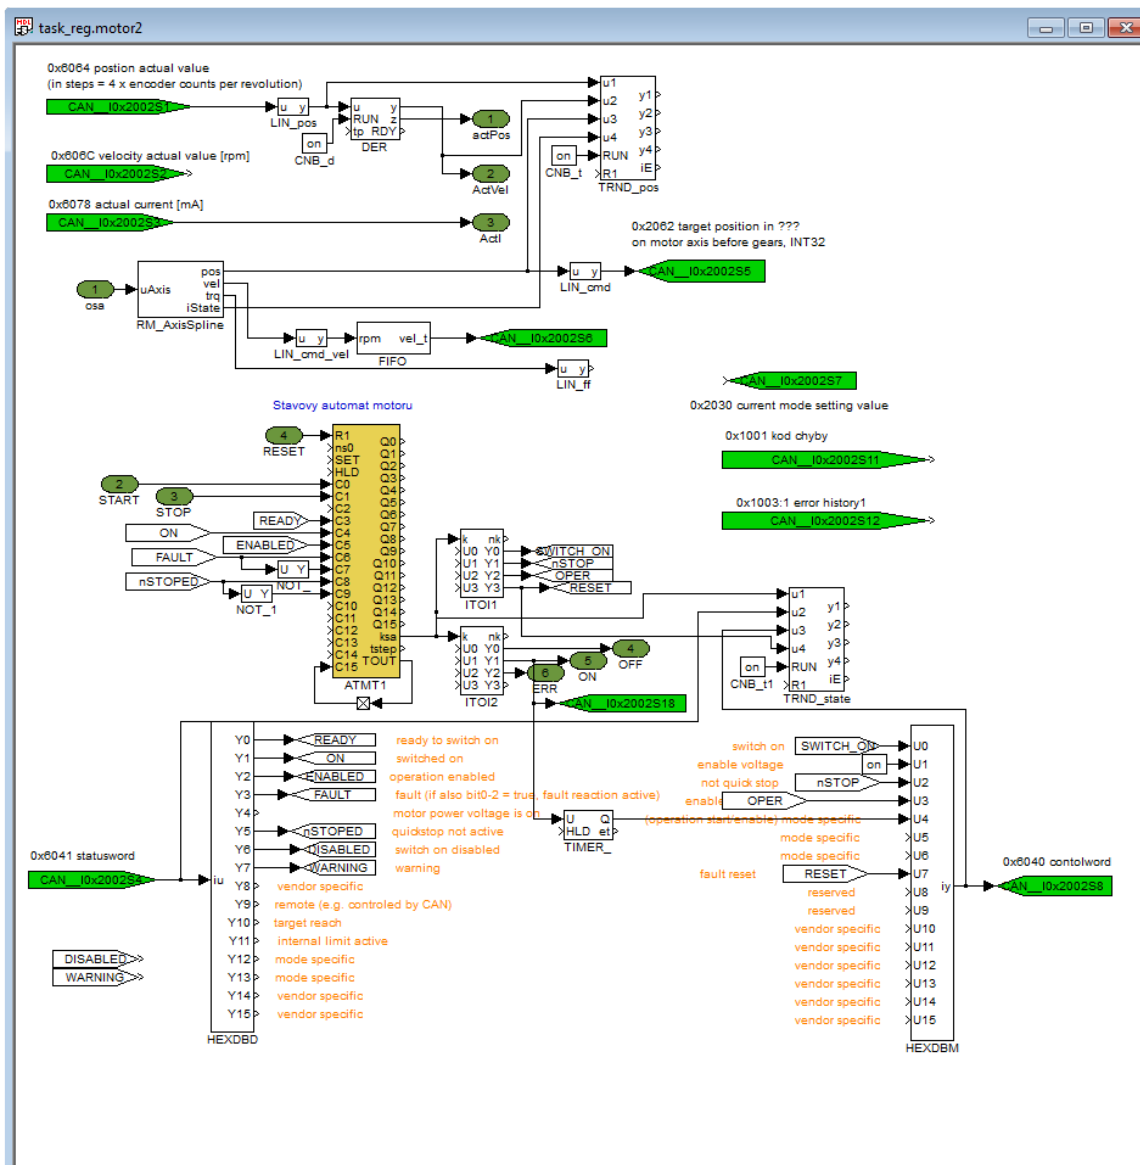 task_reg.motor2
0x6064 postion actual value
(in steps = 4 x encoder counts per revolution)
CAN__I0x2002S1
u y
LIN_pos
on
CNB_d
u y
RUN z
tp RDY
DER
1
actPos
u1 y1
u2 y2
u3 y3
u4 y4
RUN iE
R1
TRND_pos
on
CNB_t
0x606C velocity actual value [rpm]
CAN__I0x2002S2
2
ActVel
0x6078 actual current [mA]
CAN__I0x2002S3
3
ActI
0x2062 target position in ???
on motor axis before gears, INT32
CAN__I0x2002S5
1
osa
uAxis pos
vel
trq
iState
RM_AxisSpline
u y
LIN_cmd
u y
LIN_cmd_vel
rpm vel_t
FIFO
CAN__I0x2002S6
u y
LIN_ff
CAN__I0x2002S7
0x2030 current mode setting value
Stavovy automat motoru
0x1001 kod chyby
CAN__I0x2002S11
0x1003:1 error history1
CAN__I0x2002S12
4
RESET
2
START
3
STOP
READY
ON
ENABLED
FAULT
U Y
NOT_
nSTOPED
U Y
NOT_1
R1 Q0
ns0 Q1
SET Q2
HLD Q3
C0 Q4
C1 Q5
C2 Q6
C3 Q7
C4 Q8
C5 Q9
C6 Q10
C7 Q11
C8 Q12
C9 Q13
C10 Q14
C11 Q15
C12 ksa
C13 tstep
C14 TOUT
C15
ATMT1
k nk
U0 Y0
U1 Y1
U2 Y2
U3 Y3
ITOI1
SWITCH_ON
nSTOP
OPER
RESET
k nk
U0 Y0
U1 Y1
U2 Y2
U3 Y3
ITOI2
4
OFF
5
ON
6
ERR
CAN__I0x2002S18
u1 y1
u2 y2
u3 y3
u4 y4
RUN iE
R1
TRND_state
on
CNB_t1
0x6041 statusword
CAN__I0x2002S4
iu
Y0 READY ready to switch on
Y1 ON switched on
Y2 ENABLED operation enabled
Y3 FAULT fault (if also bit0-2 = true, fault reaction active)
Y4 motor power voltage is on
Y5 nSTOPED quickstop not active
Y6 DISABLED switch on disabled
Y7 WARNING warning
Y8 vendor specific
Y9 remote (e.g. controled by CAN)
Y10 target reach
Y11 internal limit active
Y12 mode specific
Y13 mode specific
Y14 vendor specific
Y15 vendor specific
HEXDBD
DISABLED
WARNING
U Q
HLD et
TIMER_
switch on SWITCH_ON U0
enable voltage on U1
not quick stop nSTOP U2
enable OPER U3
(operation start/enable) mode specific U4
mode specific U5
mode specific U6
fault reset RESET U7
reserved U8
reserved U9
vendor specific U10
vendor specific U11
vendor specific U12
vendor specific U13
vendor specific U14
vendor specific U15
iy
HEXDBM
0x6040 contolword
CAN__I0x2002S8